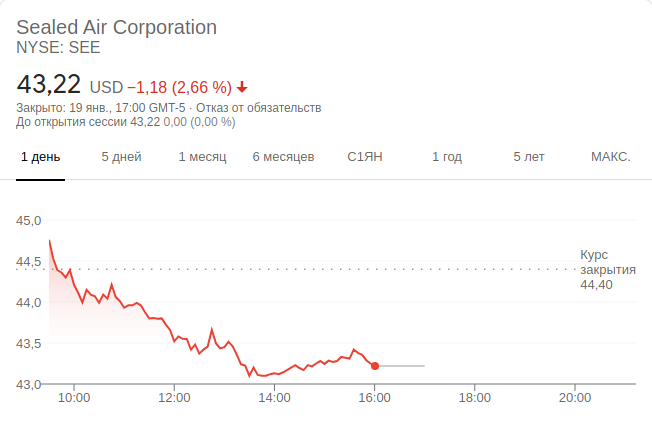 Sealed Air Corporation
NYSE: SEE
43,22 USD −1,18 (2,66 %)
Закрыто: 19 янв., 17:00 GMT-5 · Отказ от обязательств
До открытия сессии 43,22 0,00 (0,00 %)
1 день 5 дней 1 месяц 6 месяцев С1ЯН 1 год 5 лет МАКС.
45,0
44,5
44,0
43,5
43,0
Курс
закрытия
44,40
10:00 12:00 14:00 16:00 18:00 20:00